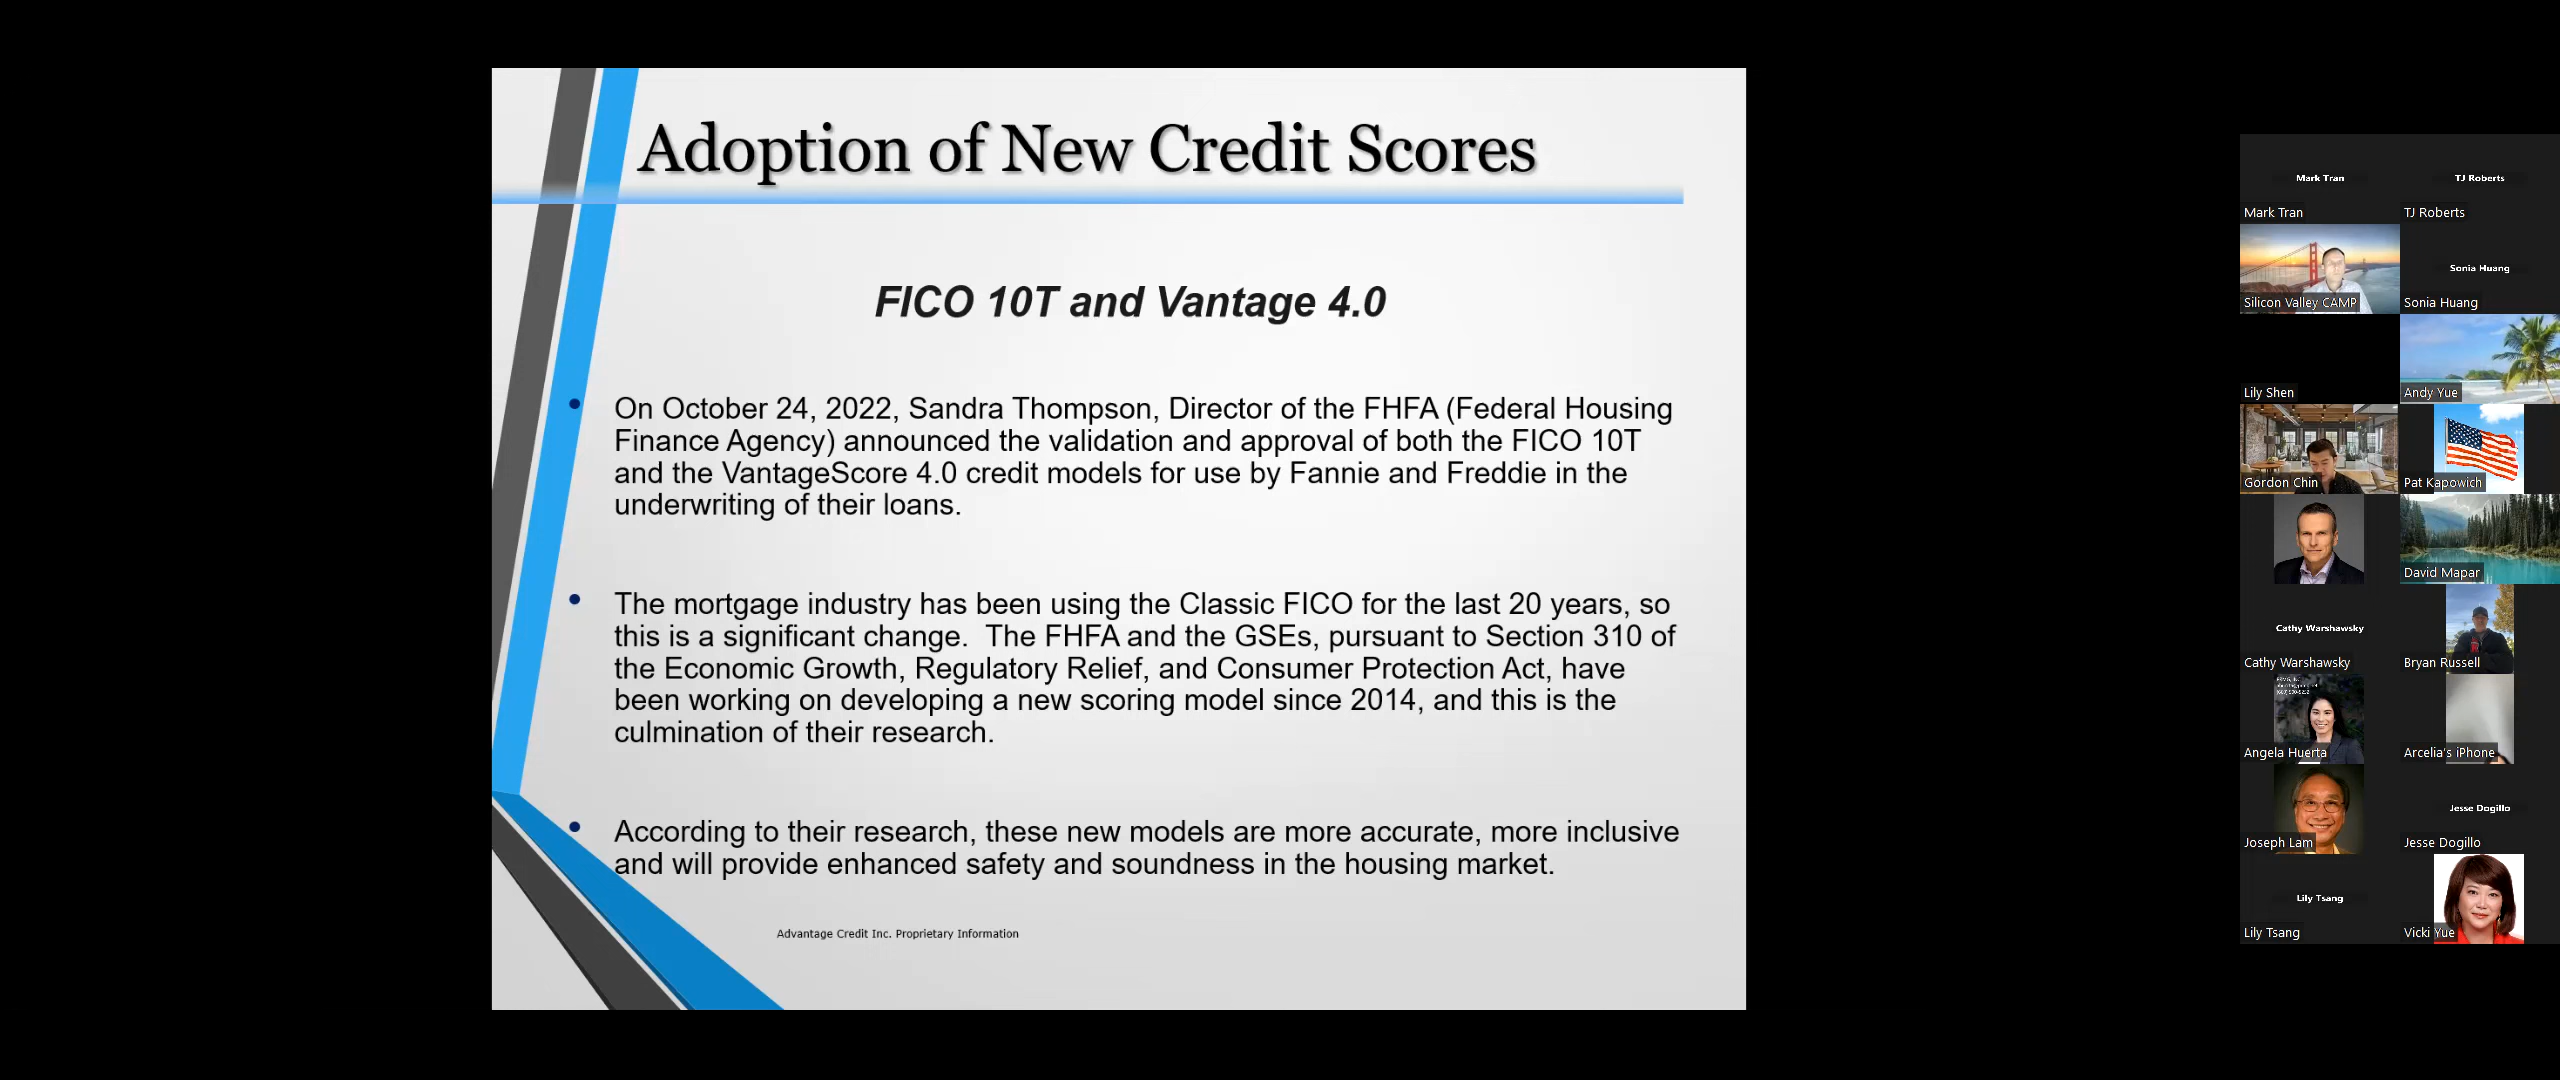 Adoption of New Credit Scores
FICO 10T and Vantage 4.0
• On October 24, 2022, Sandra Thompson, Director of the FHFA (Federal Housing
Finance Agency) announced the validation and approval of both the FICO 10T
and the VantageScore 4.0 credit models for use by Fannie and Freddie in the
underwriting of their loans.
• The mortgage industry has been using the Classic FICO for the last 20 years, so
this is a significant change.  The FHFA and the GSEs, pursuant to Section 310 of
the Economic Growth, Regulatory Relief, and Consumer Protection Act, have
been working on developing a new scoring model since 2014, and this is the
culmination of their research.
• According to their research, these new models are more accurate, more inclusive
and will provide enhanced safety and soundness in the housing market.
Advantage Credit Inc. Proprietary Information
Mark Tran
Mark Tran
TJ Roberts
TJ Roberts
Silicon Valley CAMP
Sonia Huang
Sonia Huang
Lily Shen
Andy Yue
Gordon Chin
Pat Kapowich
David Mapar
Cathy Warshawsky
Cathy Warshawsky
Bryan Russell
Angela Huerta
Arcelia's iPhone
Joseph Lam
Jesse Dogillo
Jesse Dogillo
Lily Tsang
Lily Tsang
Vicki Yue